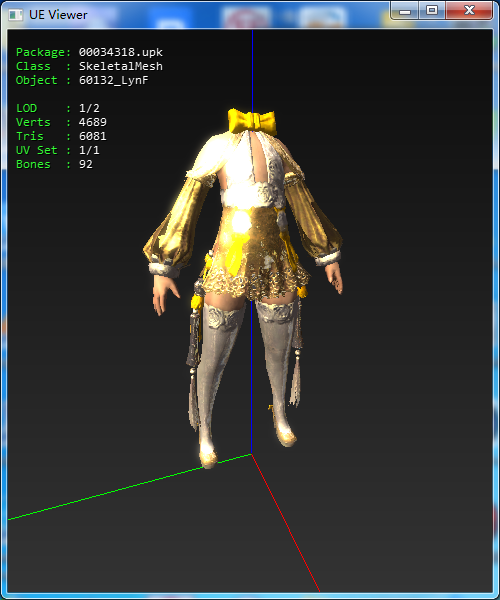 UE Viewer
Package: 00034318.upk
Class : SkeletalMesh
Object : 60132_LynF
LOD : 1/2
Verts : 4689
Tris : 6081
UV Set : 1/1
Bones : 92